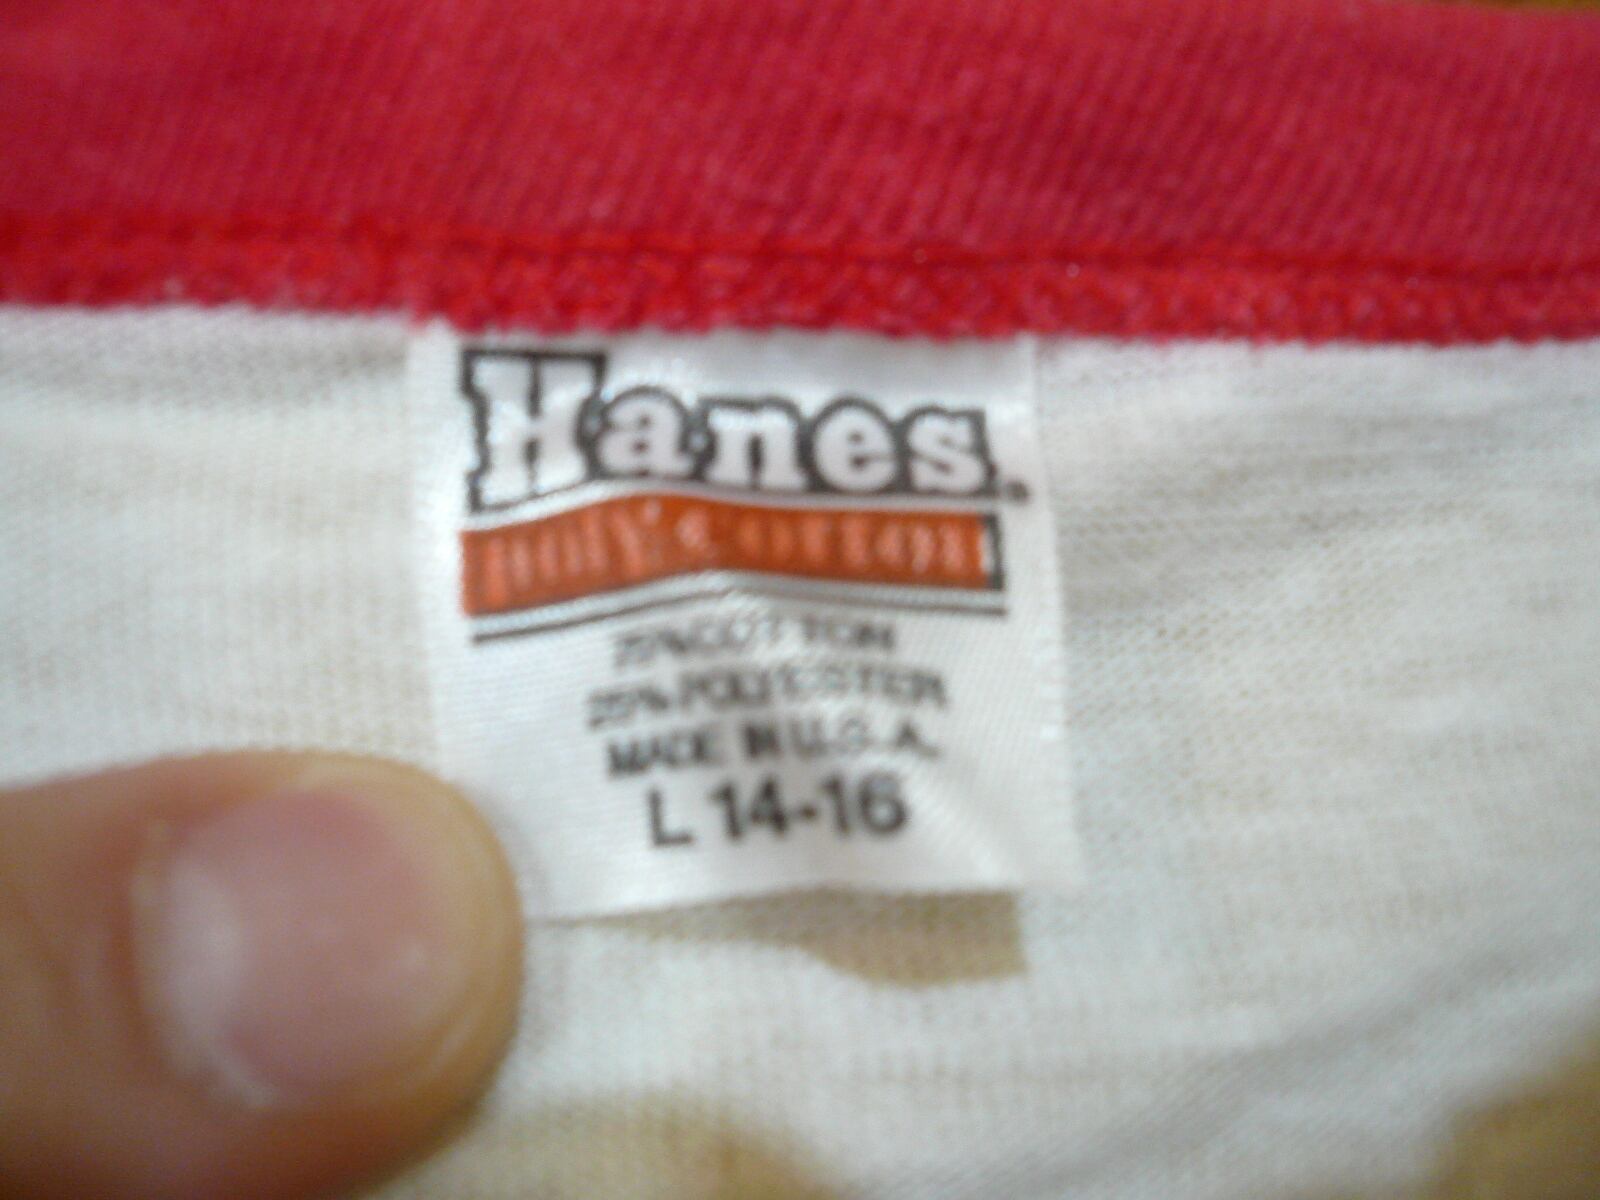 Hanes
75% COTTON
25% POLYESTER
MADE IN U.S.A.
L 14-16